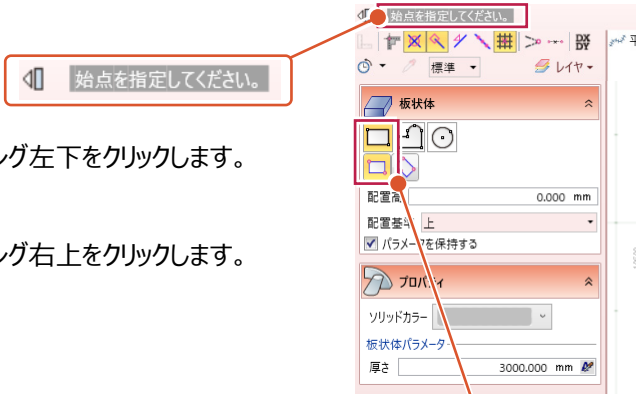 始点を指定してください。
標準
レイヤ
平
始点を指定してください。
板状体
ング左下をクリックします。
配置高
0.000 mm
配置基準 上
パラメータを保持する
ング右上をクリックします。
プロパティ
ソリッドカラー
板状体パラメータ
厚さ
3000.000 mm